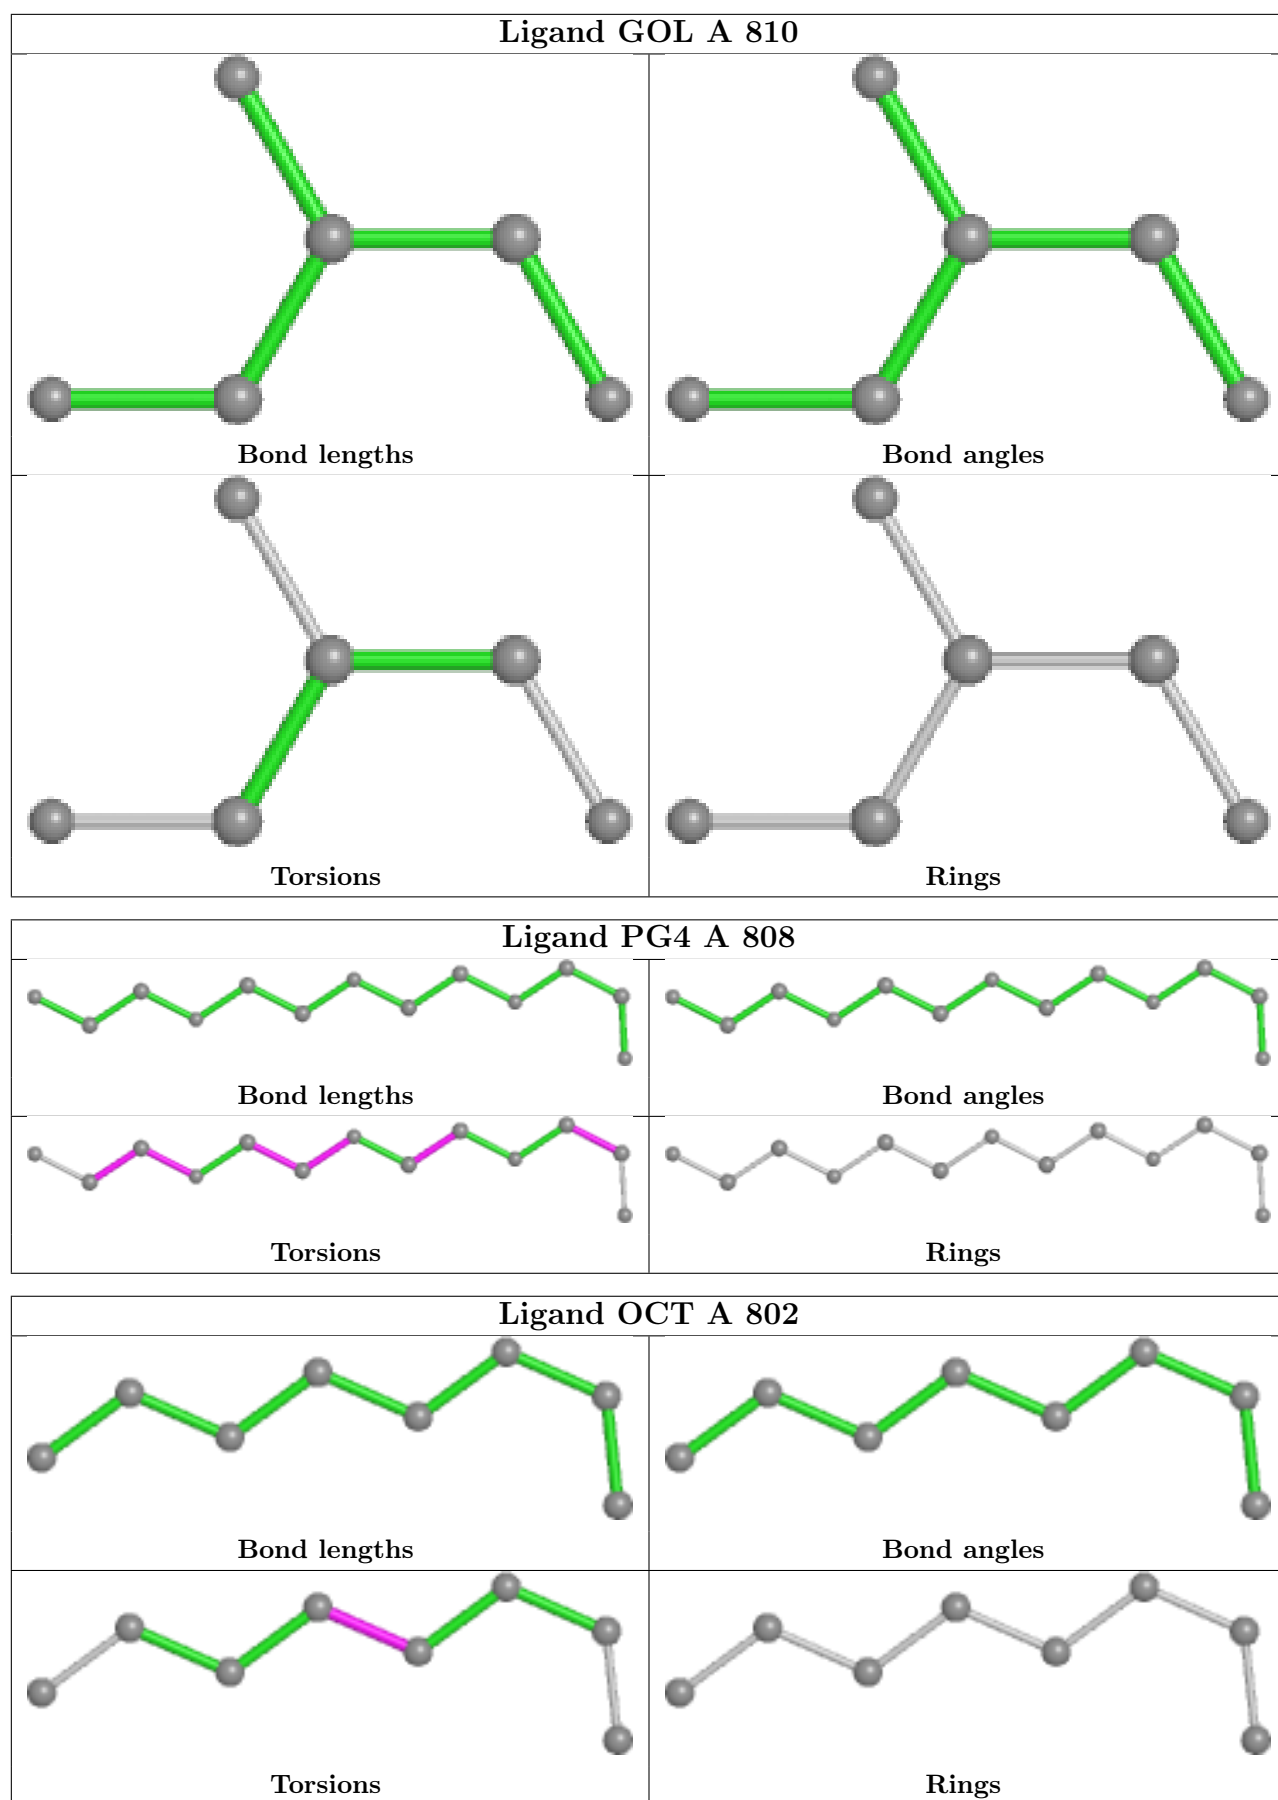 Ligand GOL A 810
Bond lengths
Bond angles
Torsions
Rings
Ligand PG4 A 808
Bond lengths
Bond angles
Torsions
Rings
Ligand OCT A 802
Bond lengths
Bond angles
Torsions
Rings